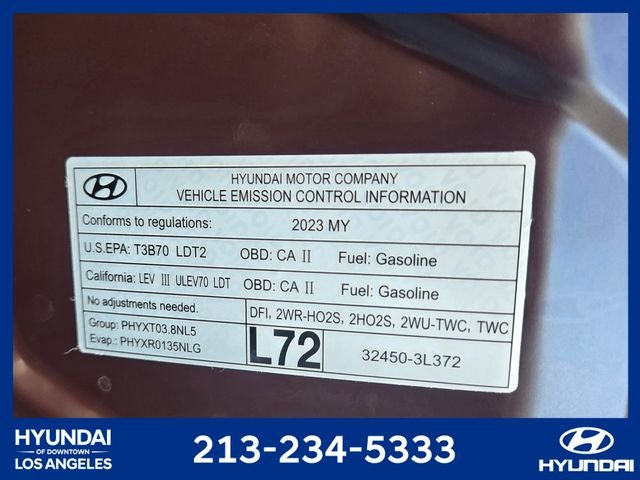 HYUNDAI MOTOR COMPANY
VEHICLE EMISSION CONTROL INFORMATION
Conforms to regulations: 2023 MY
U.S.EPA: T3B70 LDT2 OBD: CA II Fuel: Gasoline
California: LEV III ULEV70 LDT OBD: CA II Fuel: Gasoline
No adjustments needed. DFI, 2WR-HO2S, 2HO2S, 2WU-TWC, TWC
Group: PHYXT03.8NL5
Evap.: PHYXR0135NLG
L72
32450-3L372
HYUNDAI
OF DOWNTOWN
LOS ANGELES
213-234-5333
HYUNDAI